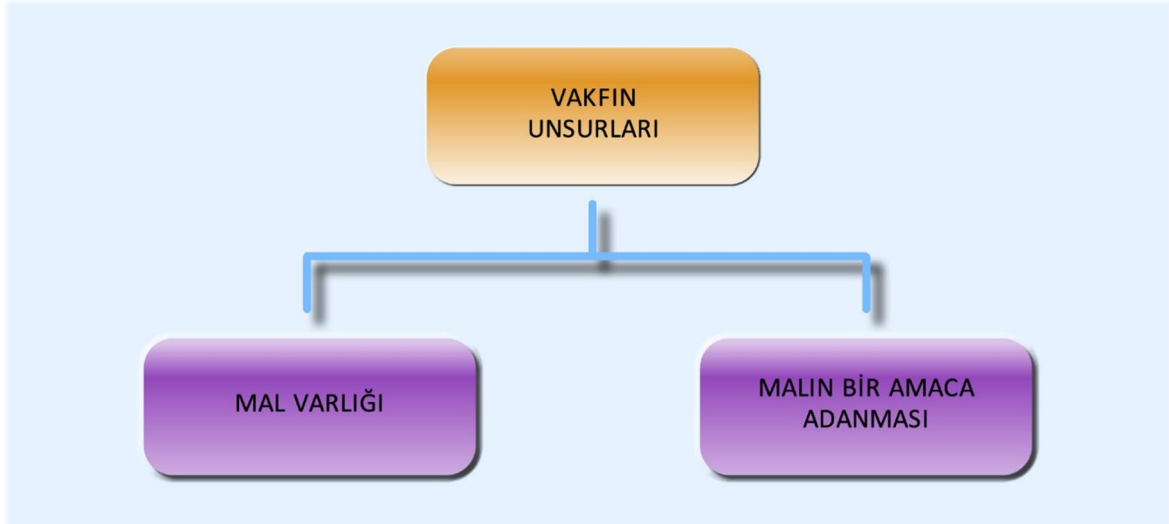 VAKFIN
UNSURLARI
MAL VARLIĞI
MALIN BİR AMACA
ADANMASI